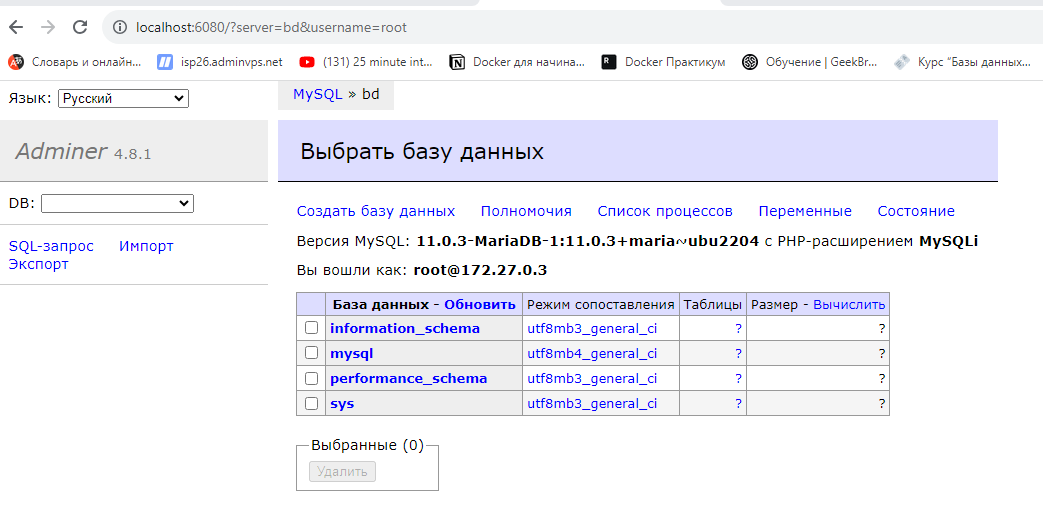 localhost:6080/?server=bd&username=root
Словарь и онлайн... isp26.adminvps.net (131) 25 minute int... Docker для начина... Docker Практикум Обучение | GeekBr... Курс "Базы данных...
Язык: Русский
MySQL » bd
Adminer 4.8.1
Выбрать базу данных
DB:
SQL-запрос Импорт
Экспорт
Создать базу данных Полномочия Список процессов Переменные Состояние
Версия MySQL: 11.0.3-MariaDB-1:11.0.3+maria~ubu2204 с PHP-расширением MySQLi
Вы вошли как: root@172.27.0.3
База данных - Обновить Режим сопоставления Таблицы Размер - Вычислить
information_schema utf8mb3_general_ci ? ?
mysql utf8mb4_general_ci ? ?
performance_schema utf8mb3_general_ci ? ?
sys utf8mb3_general_ci ? ?
Выбранные (0)
Удалить